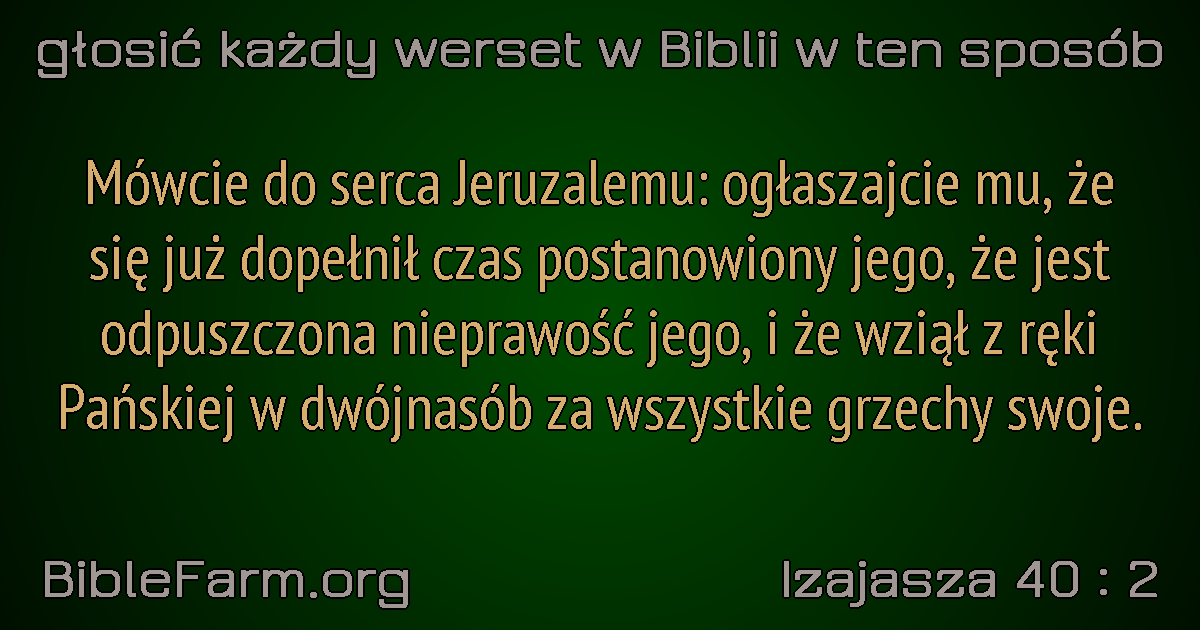 głosić każdy werset w Biblii w ten sposób
Mówcie do serca Jeruzalemu: ogłaszajcie mu, że
się już dopełnił czas postanowiony jego, że jest
odpuszczona nieprawość jego, i że wziął z ręki
Pańskiej w dwójnasób za wszystkie grzechy swoje.
BibleFarm.org
Izajasza 40 : 2